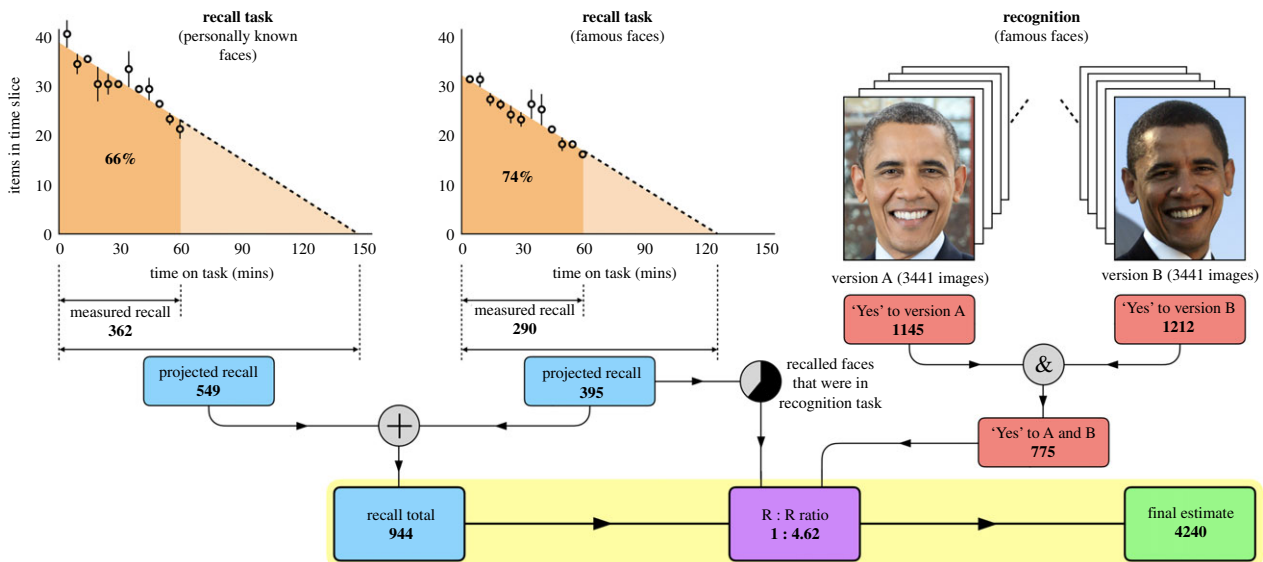 recall task
(personally known
faces)
items in time slice
40
30
20
10
0
66%
0
30
60
90
120
150
time on task (mins)
measured recall
362
projected recall
549
recall task
(famous faces)
40
30
20
10
0
74%
0
30
60
90
120
150
time on task (mins)
measured recall
290
projected recall
395
recalled faces
that were in
recognition task
recognition
(famous faces)
version A (3441 images)
version B (3441 images)
‘Yes’ to version A
1145
‘Yes’ to version B
1212
&
‘Yes’ to A and B
775
+
recall total
944
R : R ratio
1 : 4.62
final estimate
4240